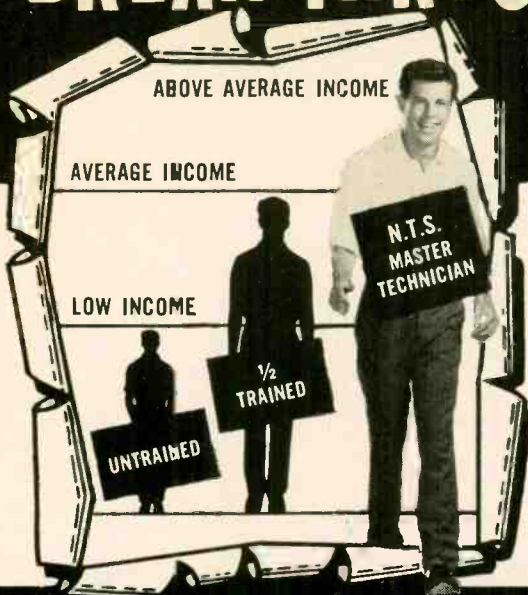 ABOVE AVERAGE INCOME
AVERAGE INCOME
LOW INCOME
N.T.S.
MASTER
TECHNICIAN
1/2
TRAINED
UNTRAINED